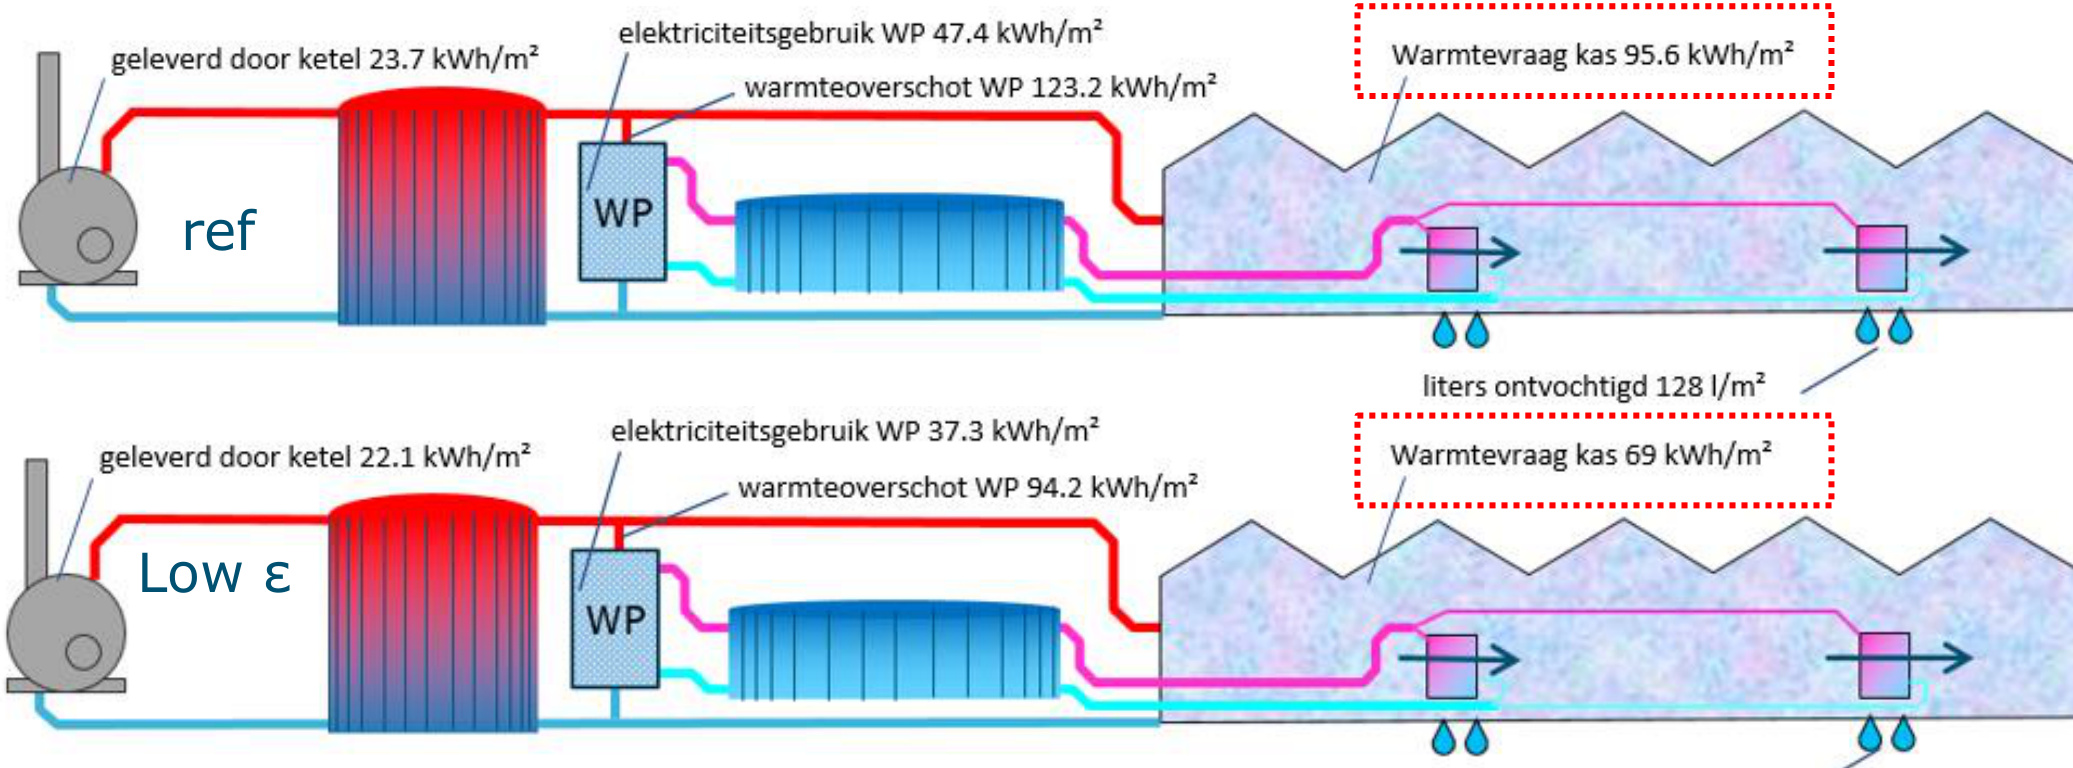 elektriciteitsgebruik WP 47.4 kWh/m²
geleverd door ketel 23.7 kWh/m²
Warmtevraag kas 95.6 kWh/m²
warmteoverschot WP 123.2 kWh/m²
ref
WP
liters ontvochtigd 128 l/m²
elektriciteitsgebruik WP 37.3 kWh/m²
geleverd door ketel 22.1 kWh/m²
Warmtevraag kas 69 kWh/m²
warmteoverschot WP 94.2 kWh/m²
Low ε
WP